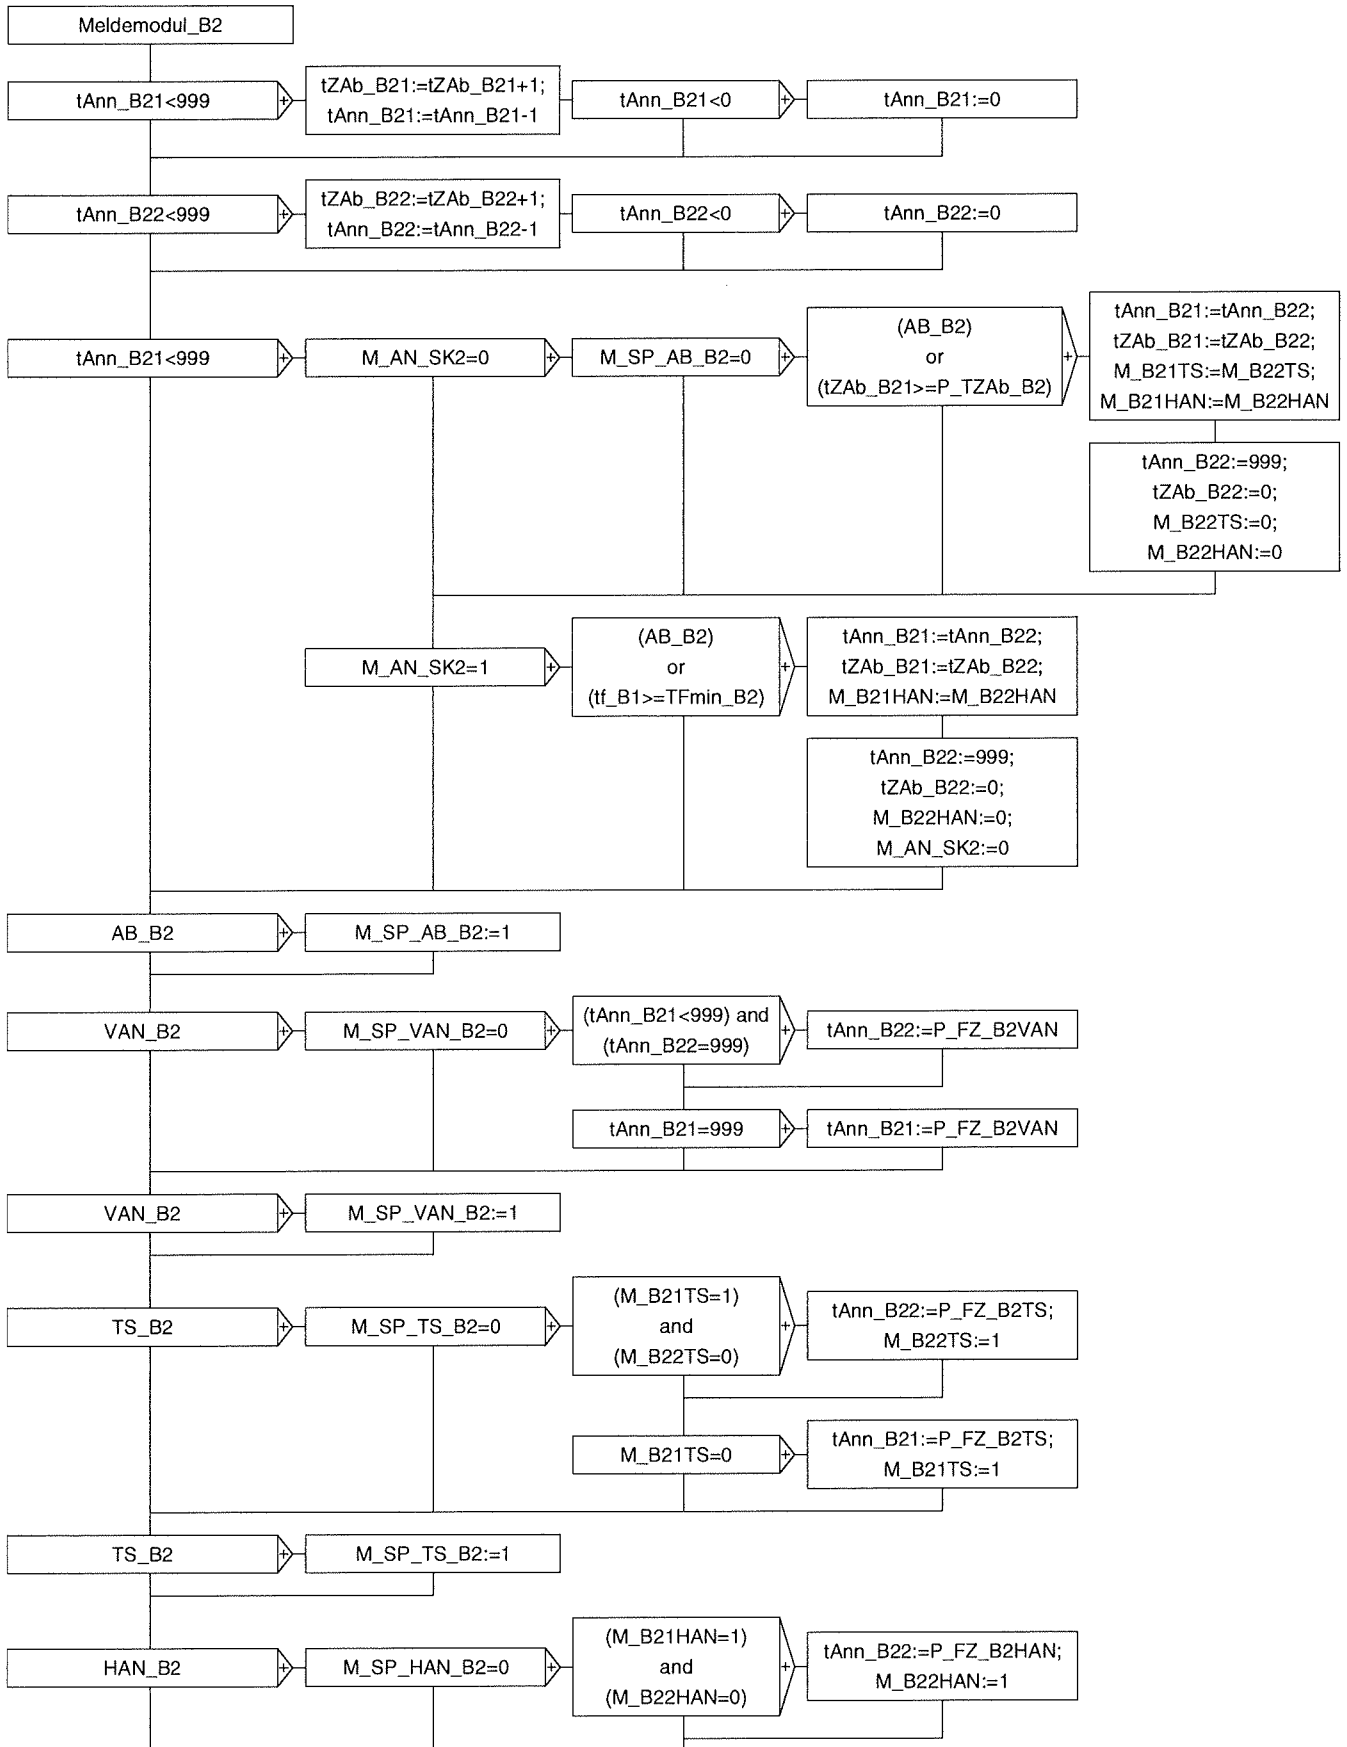 Meldemodul_B2
tAnn_B21<999
+
tZAb_B21:=tZAb_B21+1;
tAnn_B21:=tAnn_B21-1
tAnn_B21<0
+
tAnn_B21:=0
tAnn_B22<999
+
tZAb_B22:=tZAb_B22+1;
tAnn_B22:=tAnn_B22-1
tAnn_B22<0
+
tAnn_B22:=0
tAnn_B21<999
+
M_AN_SK2=0
+
M_SP_AB_B2=0
+
(AB_B2)
or
(tZAb_B21>=P_TZAb_B2)
+
tAnn_B21:=tAnn_B22;
tZAb_B21:=tZAb_B22;
M_B21TS:=M_B22TS;
M_B21HAN:=M_B22HAN
tAnn_B22:=999;
tZAb_B22:=0;
M_B22TS:=0;
M_B22HAN:=0
M_AN_SK2=1
+
(AB_B2)
or
(tf_B1>=TFmin_B2)
+
tAnn_B21:=tAnn_B22;
tZAb_B21:=tZAb_B22;
M_B21HAN:=M_B22HAN
tAnn_B22:=999;
tZAb_B22:=0;
M_B22HAN:=0;
M_AN_SK2:=0
AB_B2
+
M_SP_AB_B2:=1
VAN_B2
+
M_SP_VAN_B2=0
+
(tAnn_B21<999) and
(tAnn_B22=999)
+
tAnn_B22:=P_FZ_B2VAN
tAnn_B21=999
+
tAnn_B21:=P_FZ_B2VAN
VAN_B2
+
M_SP_VAN_B2:=1
TS_B2
+
M_SP_TS_B2=0
+
(M_B21TS=1)
and
(M_B22TS=0)
+
tAnn_B22:=P_FZ_B2TS;
M_B22TS:=1
M_B21TS=0
+
tAnn_B21:=P_FZ_B2TS;
M_B21TS:=1
TS_B2
+
M_SP_TS_B2:=1
HAN_B2
+
M_SP_HAN_B2=0
+
(M_B21HAN=1)
and
(M_B22HAN=0)
+
tAnn_B22:=P_FZ_B2HAN;
M_B22HAN:=1